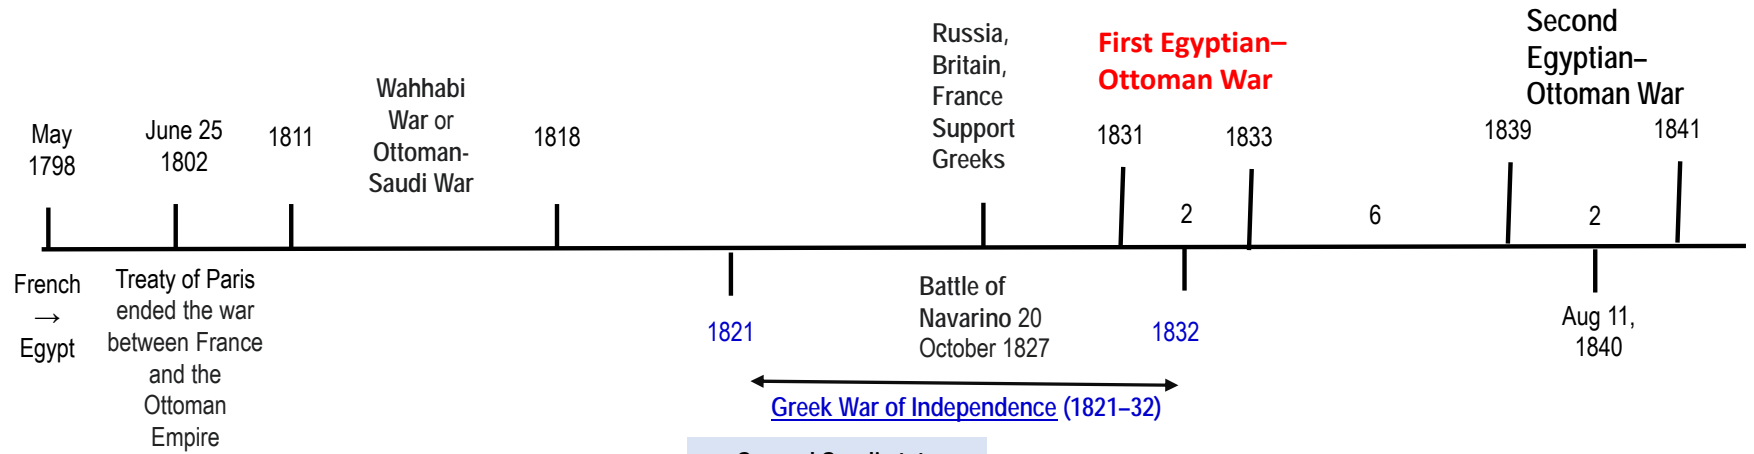 May
1798
June 25
1802
1811
Wahhabi
War or
Ottoman-
Saudi War
1818
Russia,
Britain,
France
Support
Greeks
First Egyptian–
Ottoman War
1831
1833
Second
Egyptian–
Ottoman War
1839
1841
2
6
2
French
→
Egypt
Treaty of Paris
ended the war
between France
and the
Ottoman
Empire
1821
Battle of
Navarino 20
October 1827
1832
Aug 11,
1840
Greek War of Independence (1821–32)